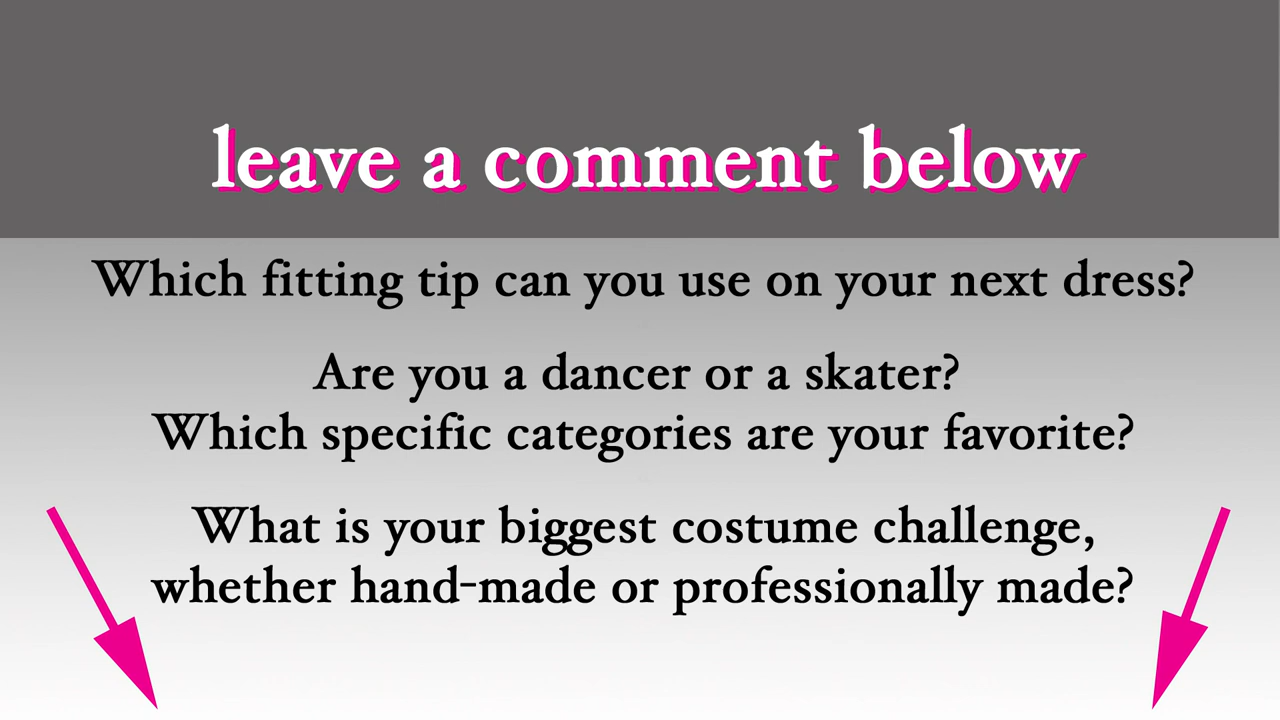 leave a comment below
Which fitting tip can you use on your next dress?
Are you a dancer or a skater?
Which specific categories are your favorite?
What is your biggest costume challenge,
whether hand-made or professionally made?